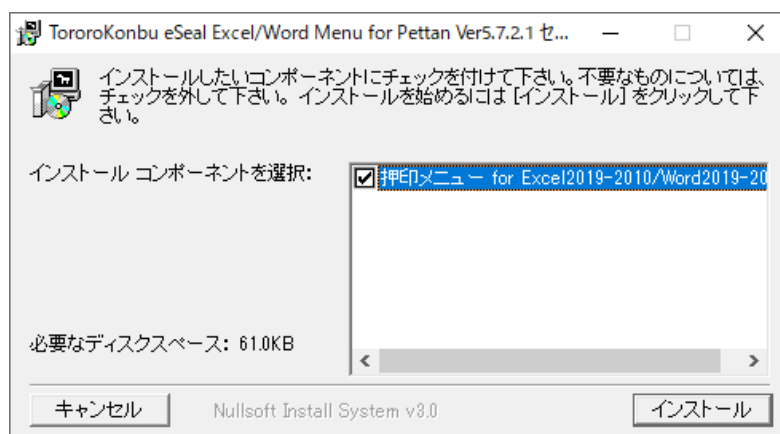 TororoKonbu eSeal Excel/Word Menu for Pettan Ver5.7.2.1 セ...
インストールしたいコンポーネントにチェックを付けて下さい。不要なものについては、
チェックを外して下さい。インストールを始めるには [インストール] をクリックして下
さい。
インストール コンポーネントを選択:
押印メニュー for Excel2019-2010/Word2019-20
必要なディスクスペース: 61.0KB
キャンセル
Nullsoft Install System v3.0
インストール